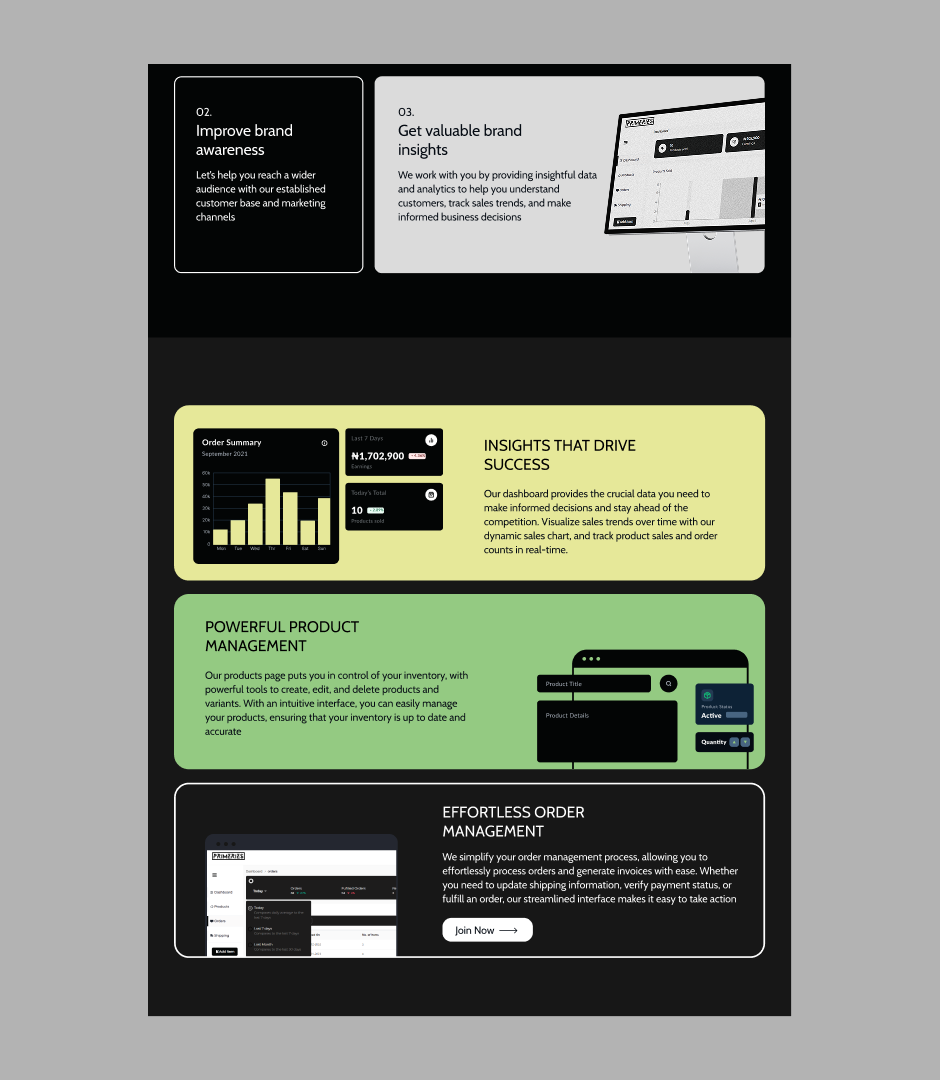 02.
Improve brand
awareness
Let's help you reach a wider
audience with our established
customer base and marketing
channels
03.
Get valuable brand
insights
We work with you by providing insightful data
and analytics to help you understand
customers, track sales trends, and make
informed business decisions
PRIMERIES
Dashboard
Shipping
Order Summary
September 2021
60k
50k
40k
30k
20k
10k
0
Mon Tue Wed Thr Fri Sat Sun
Last 7 Days
₦1,702,900
Earnings
Today's Total
10
Products sold
INSIGHTS THAT DRIVE
SUCCESS
Our dashboard provides the crucial data you need to
make informed decisions and stay ahead of the
competition. Visualize sales trends over time with our
dynamic sales chart, and track product sales and order
counts in real-time.
POWERFUL PRODUCT
MANAGEMENT
Our products page puts you in control of your inventory, with
powerful tools to create, edit, and delete products and
variants. With an intuitive interface, you can easily manage
your products, ensuring that your inventory is up to date and
accurate
Product Title
Product Details
Product Status
Active
Quantity
EFFORTLESS ORDER
MANAGEMENT
We simplify your order management process, allowing you to
effortlessly process orders and generate invoices with ease. Whether
you need to update shipping information, verify payment status, or
fulfill an order, our streamlined interface makes it easy to take action
Join Now
PRIMERIES
Dashboard
Products
Orders
Shipping
Add Item
Dashboard > Orders
Today
Orders
Fulfilled Orders
Today
Last 7 days
Last Month
No. of Items